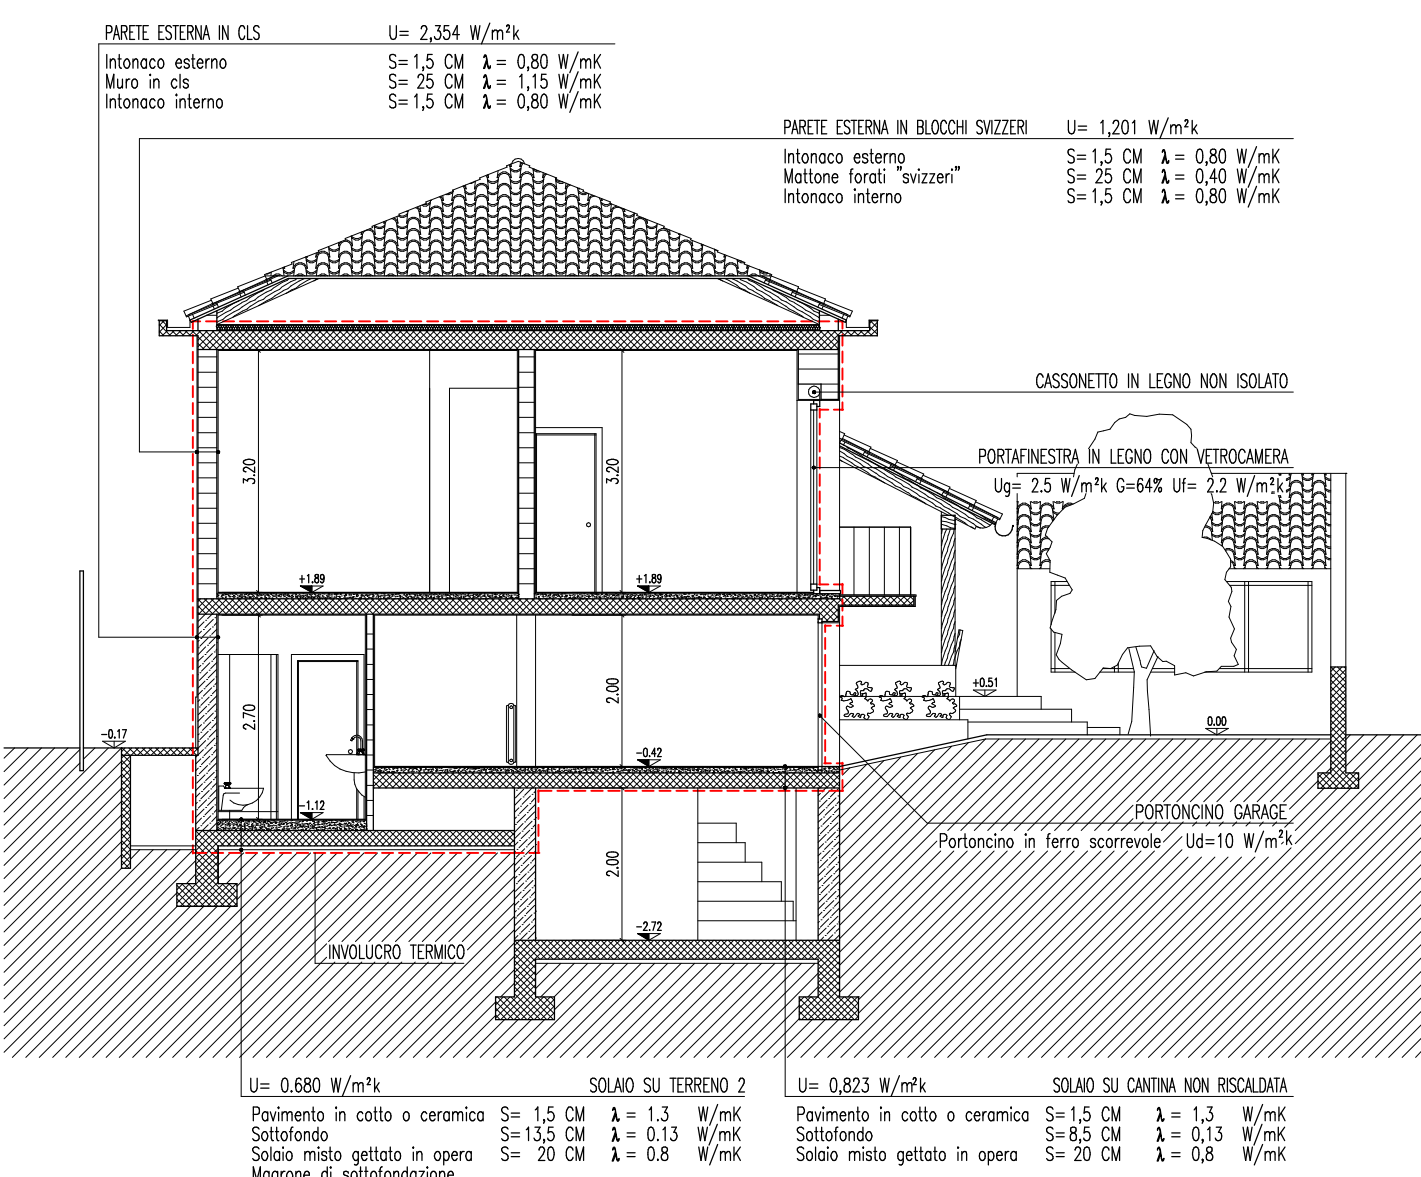 PARETE ESTERNA IN CLS U= 2,354 W/m²k
Intonaco esterno S=1,5 CM λ = 0,80 W/mK
Muro in cls S= 25 CM λ = 1,15 W/mK
Intonaco interno S=1,5 CM λ = 0,80 W/mK
PARETE ESTERNA IN BLOCCHI SVIZZERI U= 1,201 W/m²k
Intonaco esterno S=1,5 CM λ = 0,80 W/mK
Mattone forati "svizzeri" S= 25 CM λ = 0,40 W/mK
Intonaco interno S=1,5 CM λ = 0,80 W/mK
CASSONETTO IN LEGNO NON ISOLATO
PORTAFINESTRA IN LEGNO CON VETROCAMERA
Ug= 2.5 W/m²k G=64% Uf= 2.2 W/m²k
3.20
3.20
+1.89
+1.89
2.70
2.00
+0.51
0.00
-0.17
-0.42
-1.12
PORTONCINO GARAGE
Portoncino in ferro scorrevole Ud=10 W/m²k
2.00
-2.72
INVOLUCRO TERMICO
U= 0.680 W/m²k SOLAIO SU TERRENO 2
Pavimento in cotto o ceramica S= 1,5 CM λ = 1.3 W/mK
Sottofondo S=13,5 CM λ = 0.13 W/mK
Solaio misto gettato in opera S= 20 CM λ = 0.8 W/mK
Magrone di sottofondazione
U= 0,823 W/m²k SOLAIO SU CANTINA NON RISCALDATA
Pavimento in cotto o ceramica S=1,5 CM λ = 1,3 W/mK
Sottofondo S=8,5 CM λ = 0,13 W/mK
Solaio misto gettato in opera S= 20 CM λ = 0,8 W/mK